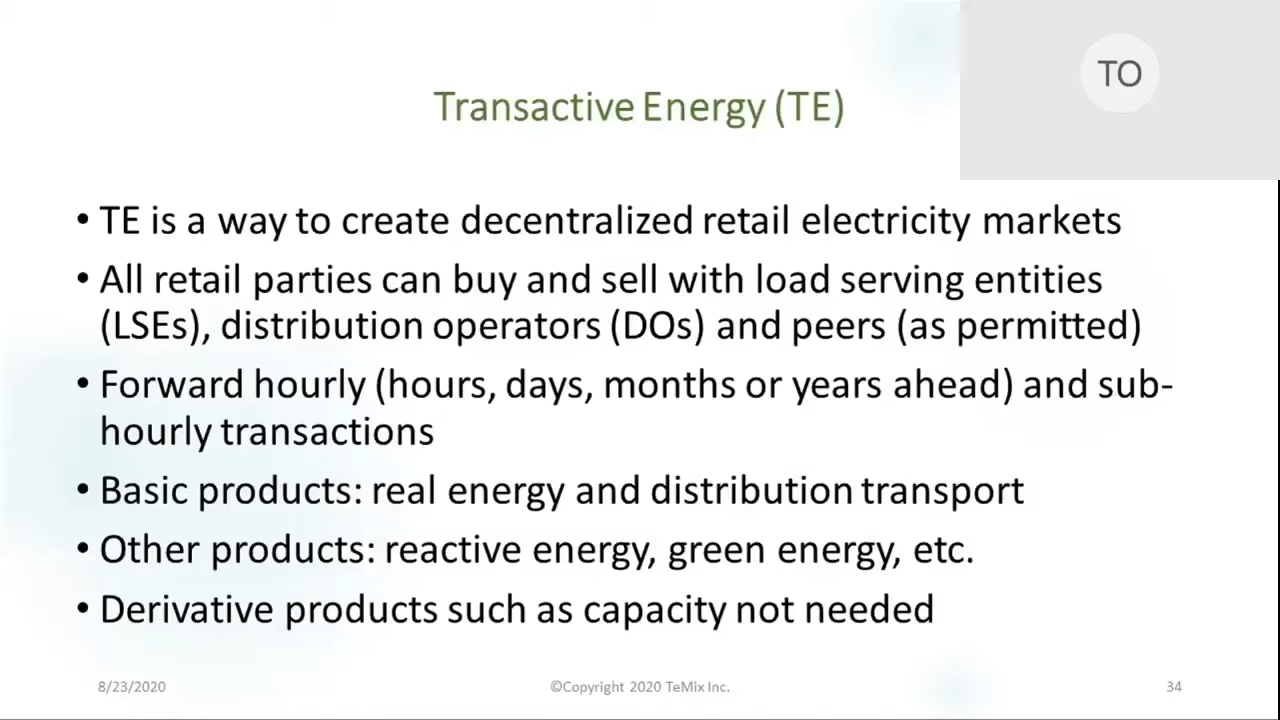 TO
Transactive Energy (TE)
• TE is a way to create decentralized retail electricity markets
• All retail parties can buy and sell with load serving entities
(LSEs), distribution operators (DOs) and peers (as permitted)
• Forward hourly (hours, days, months or years ahead) and sub-
hourly transactions
• Basic products: real energy and distribution transport
• Other products: reactive energy, green energy, etc.
• Derivative products such as capacity not needed
8/23/2020
©Copyright 2020 TeMix Inc.
34